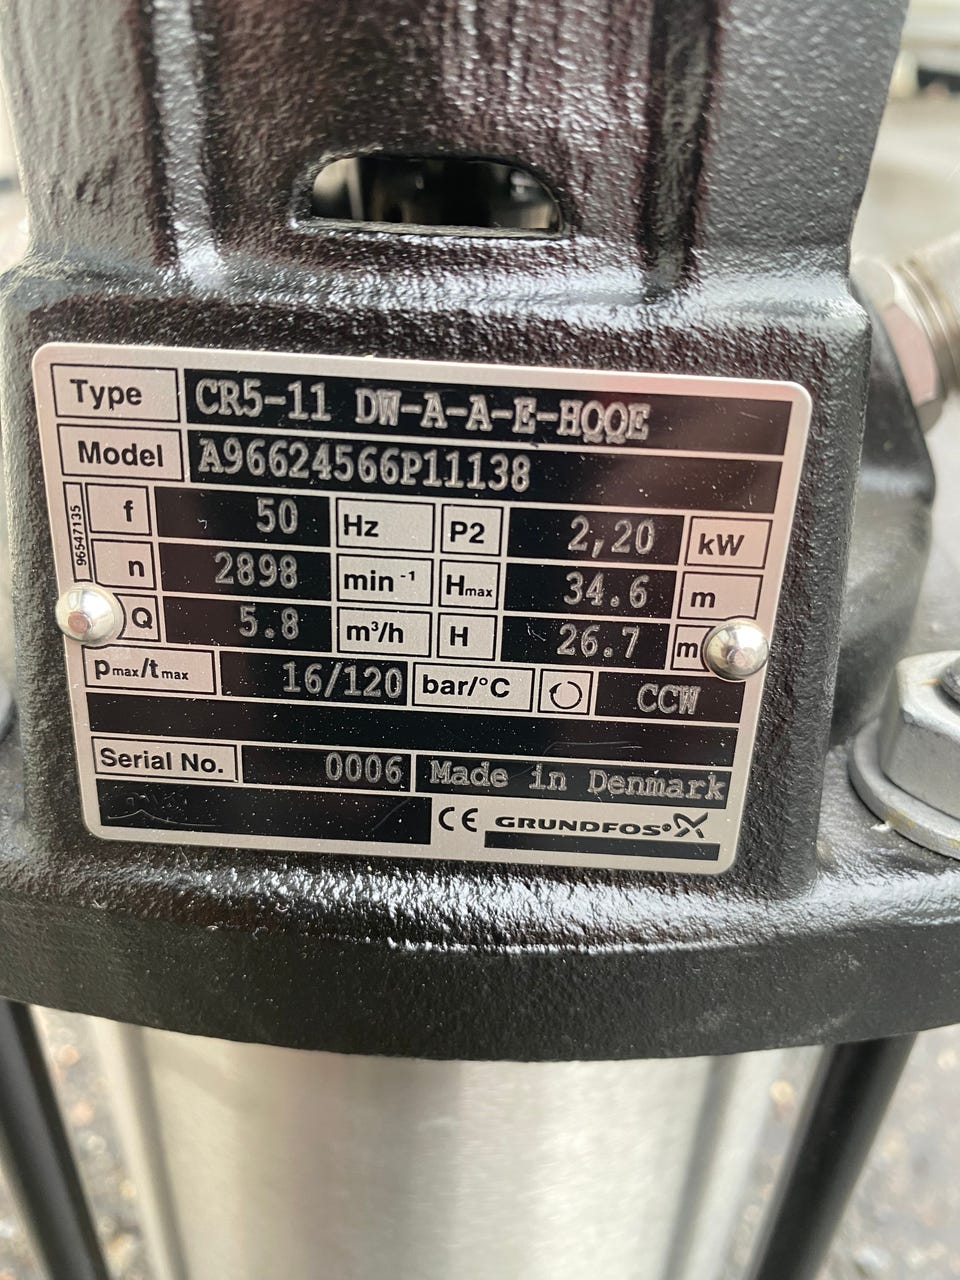 Type CR5-11 DW-A-A-E-HQQE
Model A96624566P11138
96547135
f 50 Hz P2 2,20 kW
n 2898 min⁻¹ Hmax 34.6 m
Q 5.8 m³/h H 26.7 m
pmax/tmax 16/120 bar/°C CCW
Serial No. 0006 Made in Denmark
CE GRUNDFOS®